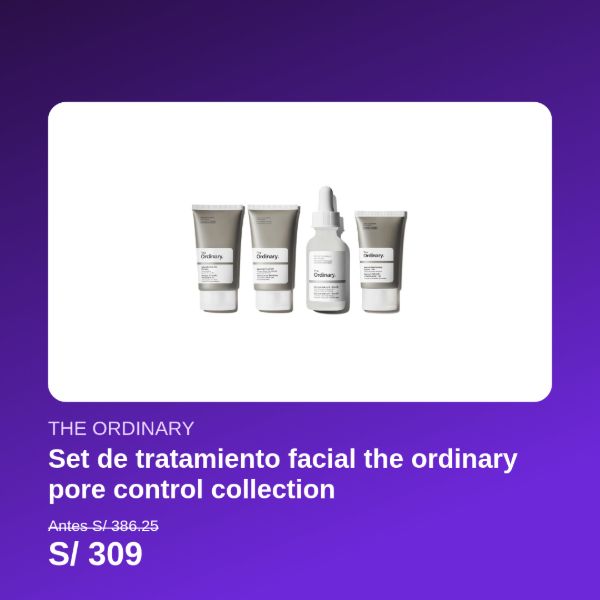 The
Ordinary.
The
Ordinary.
The
Ordinary.
The
Ordinary.
THE ORDINARY
Set de tratamiento facial the ordinary
pore control collection
Antes S/ 386.25
S/ 309